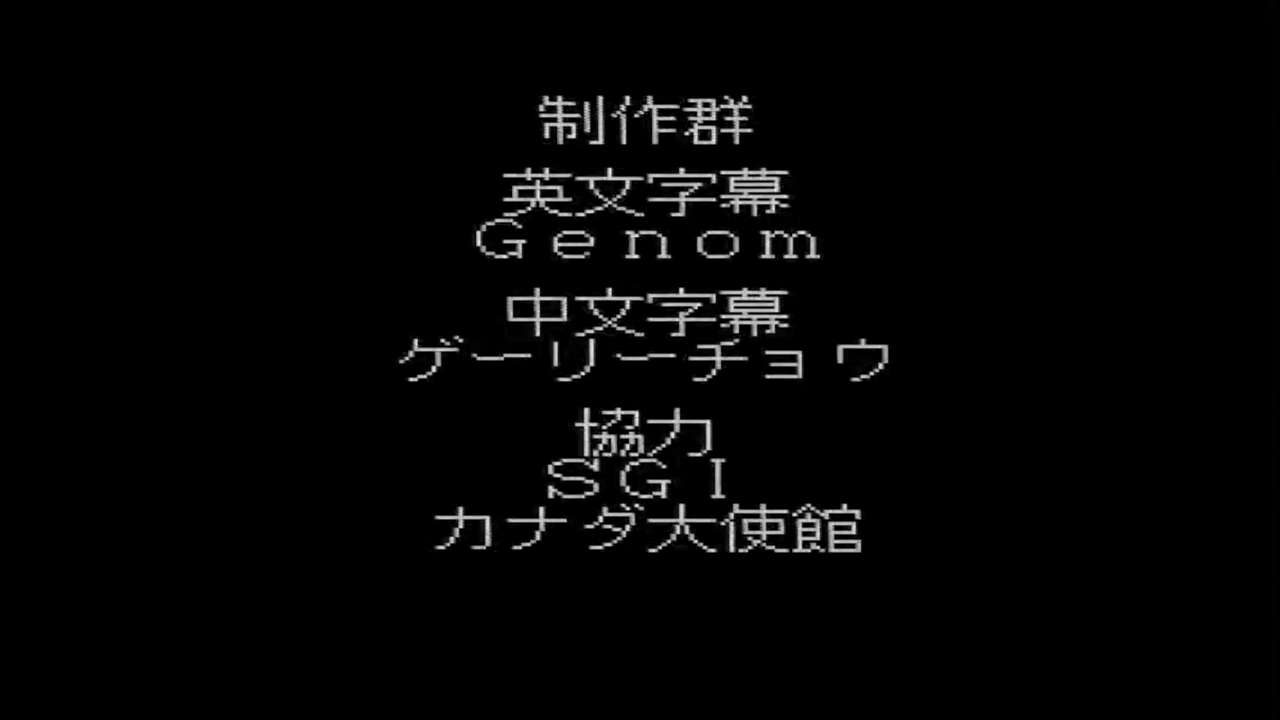 制作群
英文字幕
Ｇｅｎｏｍ
中文字幕
ゲーリーチョウ
協力
ＳＧＩ
カナダ大使館